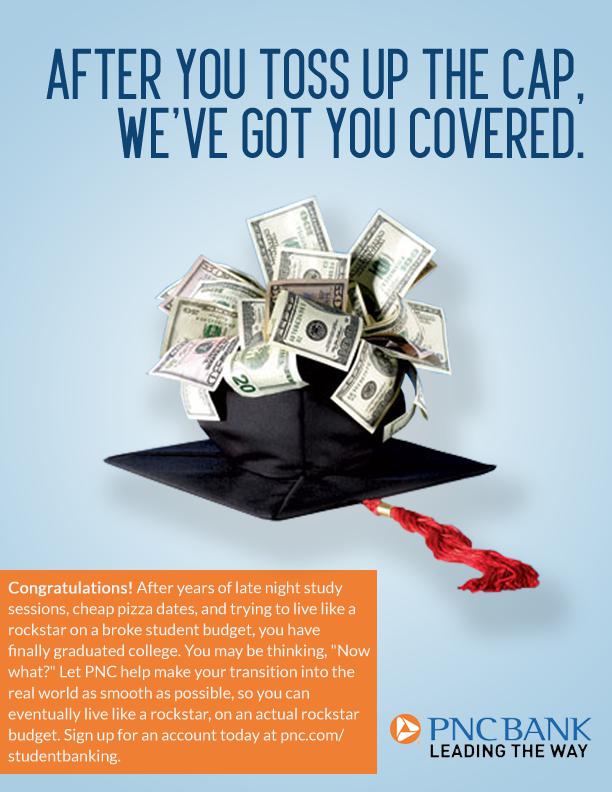 AFTER YOU TOSS UP THE CAP,
WE'VE GOT YOU COVERED.
20
Congratulations! After years of late night study
sessions, cheap pizza dates, and trying to live like a
rockstar on a broke student budget, you have
finally graduated college. You may be thinking, "Now
what?" Let PNC help make your transition into the
real world as smooth as possible, so you can
eventually live like a rockstar, on an actual rockstar
budget. Sign up for an account today at pnc.com/
studentbanking.
PNC BANK
LEADING THE WAY